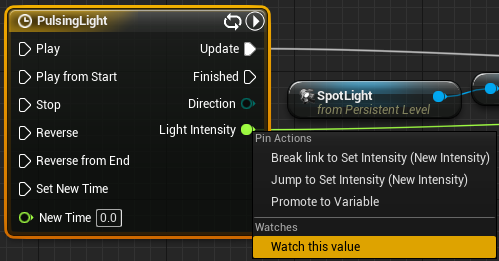 PulsingLight
Play
Update
Play from Start
Finished
Stop
Direction
Reverse
Light Intensity
Reverse from End
Set New Time
New Time 0.0
SpotLight
from Persistent Level
Pin Actions
Break link to Set Intensity (New Intensity)
Jump to Set Intensity (New Intensity)
Promote to Variable
Watches
Watch this value